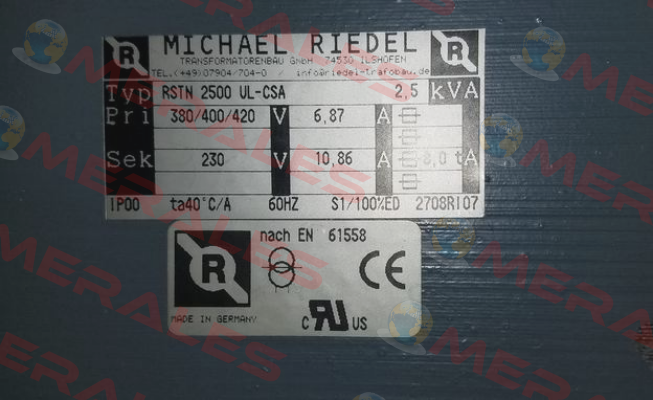 MICHAEL RIEDEL
TRANSFORMATORENBAU GmbH 74530 ILSHOFEN
TEL.(+49)07904/704-0 / info@riedel-trafobau.de
Typ RSTN 2500 UL-CSA 2,5 kVA
Pri 380/400/420 V 6,87 A
Sek 230 V 10,86 A 8,0 tA
IP00 ta40°C/A 60HZ S1/100%ED 2708RI07
R nach EN 61558
CE
MADE IN GERMANY C RU US
MERALES